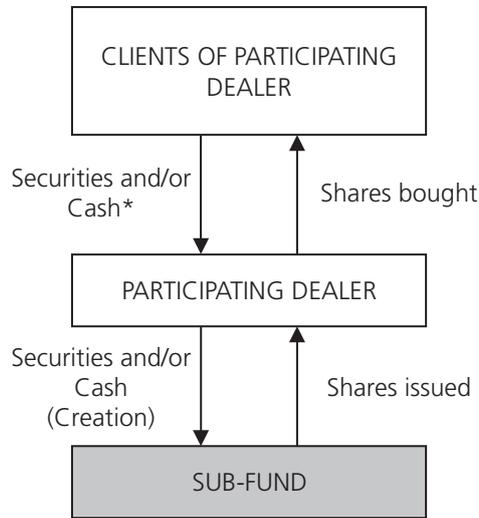 CLIENTS OF PARTICIPATING
DEALER
Securities and/or
Cash*
Shares bought
PARTICIPATING DEALER
Securities and/or
Cash
(Creation)
Shares issued
SUB-FUND